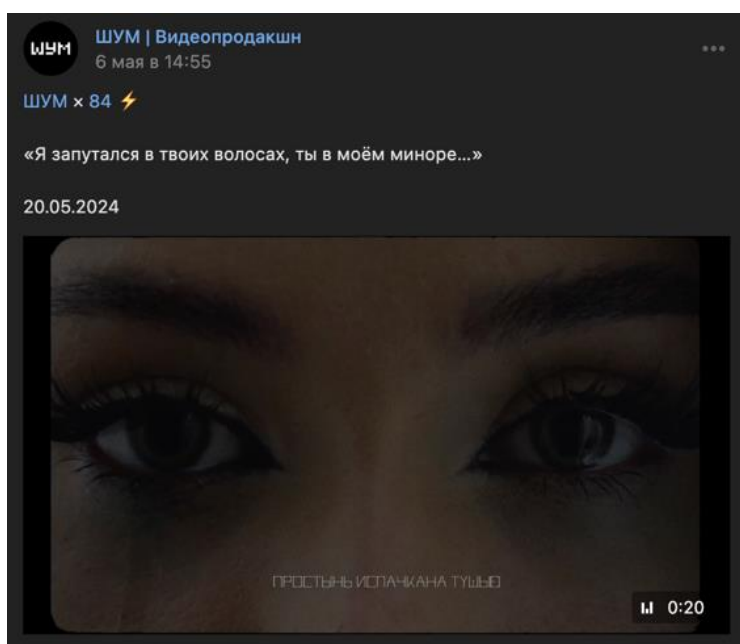 ШУМ
ШУМ | Видеопродакшн
6 мая в 14:55
ШУМ × 84 ⚡
«Я запутался в твоих волосах, ты в моём миноре...»
20.05.2024
ПРОСТЫНЬ ИСПАЧКАНА ТУШЬЮ
0:20